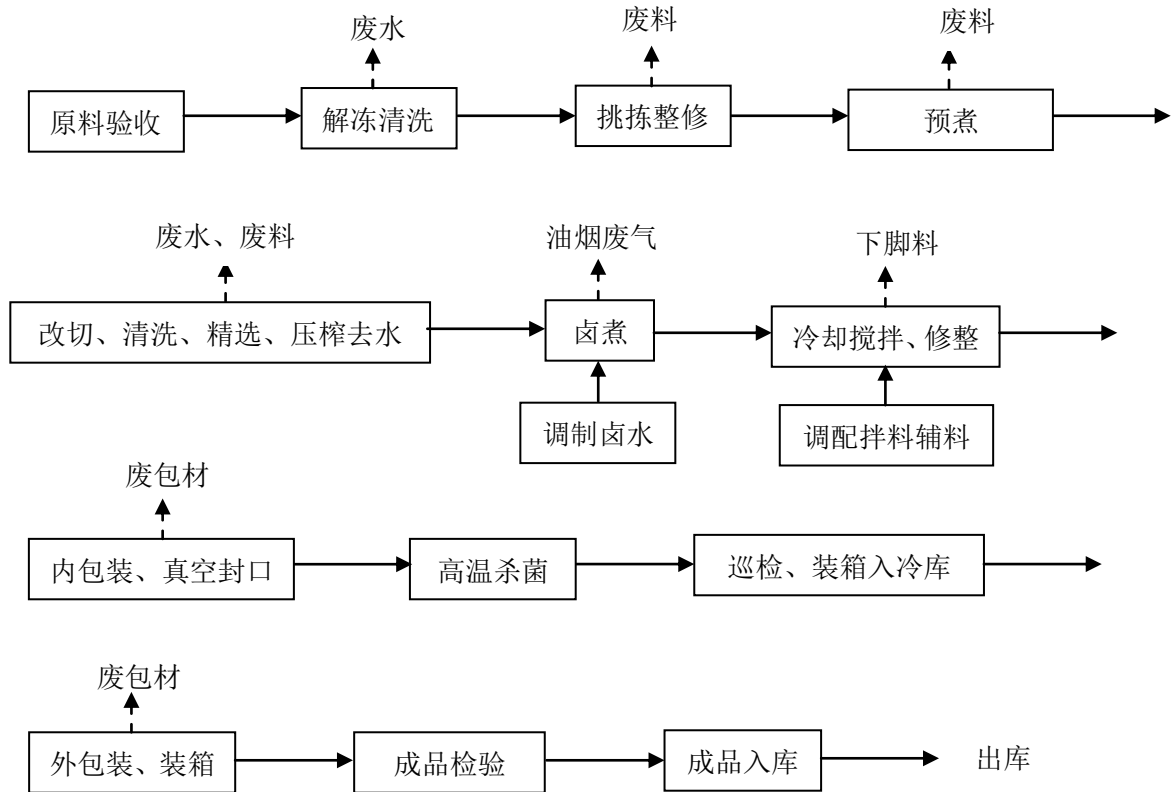 废水
废料
废料
原料验收
解冻清洗
挑拣整修
预煮
废水、废料
油烟废气
下脚料
改切、清洗、精选、压榨去水
卤煮
冷却搅拌、修整
调制卤水
调配拌料辅料
废包材
内包装、真空封口
高温杀菌
巡检、装箱入冷库
废包材
外包装、装箱
成品检验
成品入库
出库